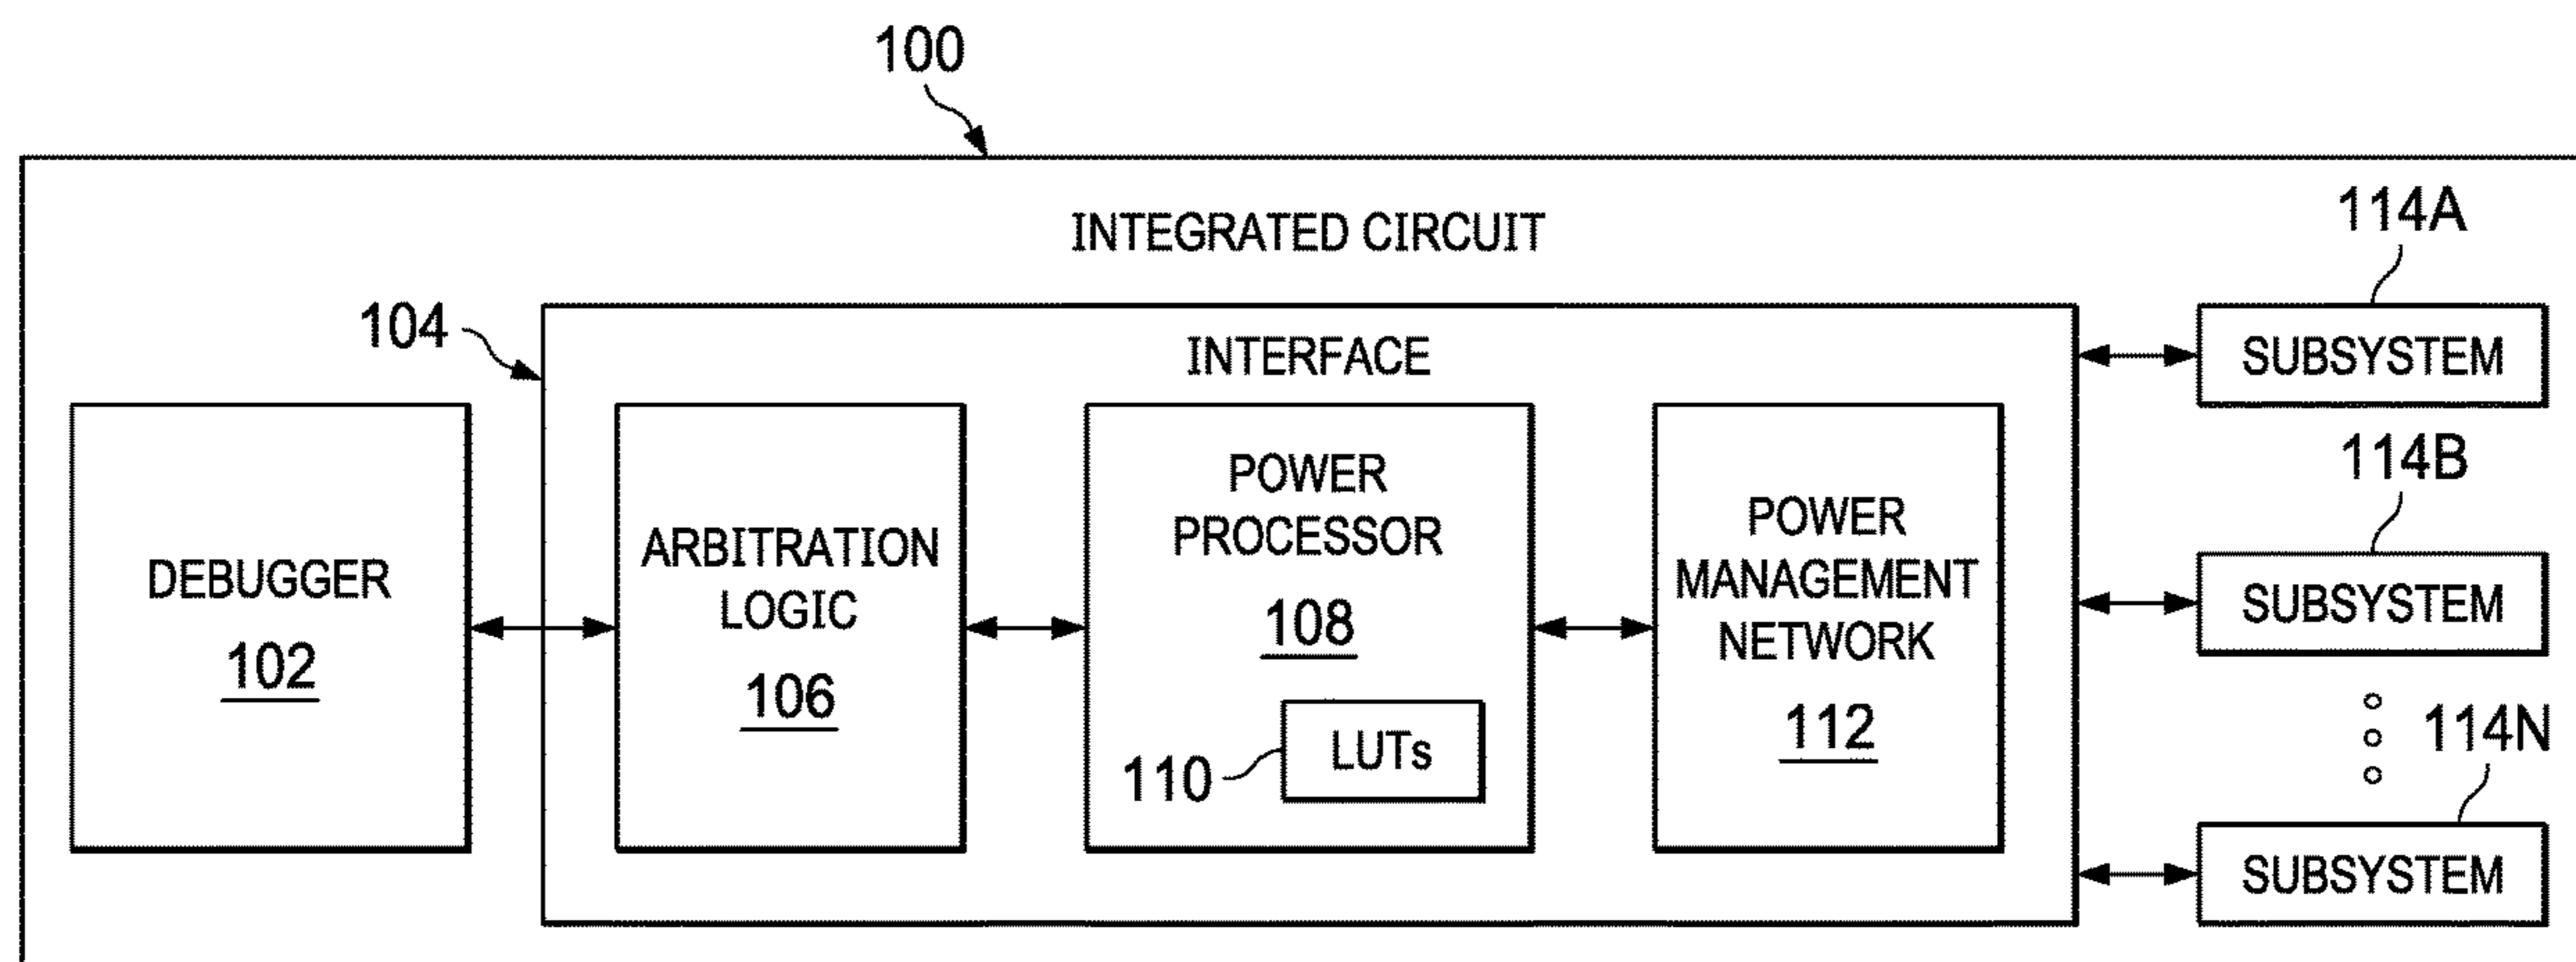 100
INTEGRATED CIRCUIT
104
INTERFACE
DEBUGGER
102
ARBITRATION
LOGIC
106
POWER
PROCESSOR
108
110
LUTs
POWER
MANAGEMENT
NETWORK
112
114A
SUBSYSTEM
114B
SUBSYSTEM
114N
SUBSYSTEM